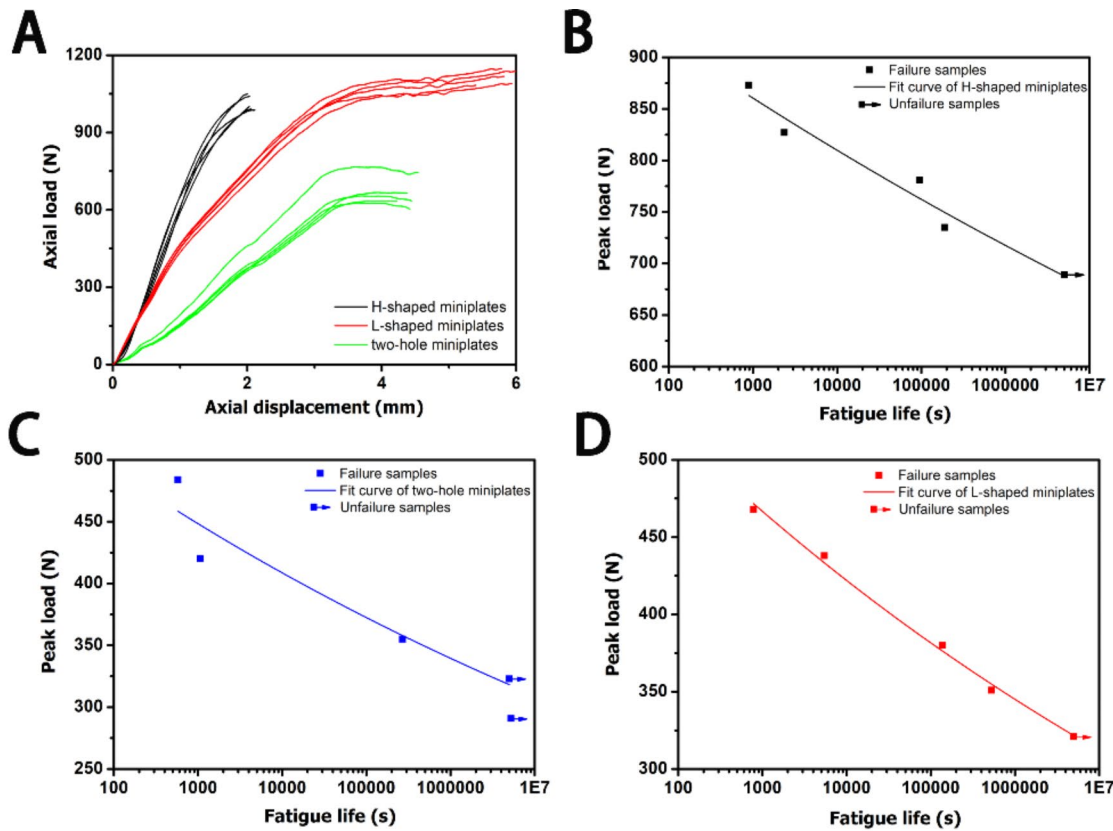 A
1200
900
600
300
0
0
2
4
6
Axial load (N)
Axial displacement (mm)
H-shaped miniplates
L-shaped miniplates
two-hole miniplates
B
900
850
800
750
700
650
600
100
1000
10000
100000
1000000
1E7
Peak load (N)
Fatigue life (s)
Failure samples
Fit curve of H-shaped miniplates
Unfailure samples
C
500
450
400
350
300
250
100
1000
10000
100000
1000000
1E7
Peak load (N)
Fatigue life (s)
Failure samples
Fit curve of two-hole miniplates
Unfailure samples
D
500
450
400
350
300
100
1000
10000
100000
1000000
1E7
Peak load (N)
Fatigue life (s)
Failure samples
Fit curve of L-shaped miniplates
Unfailure samples